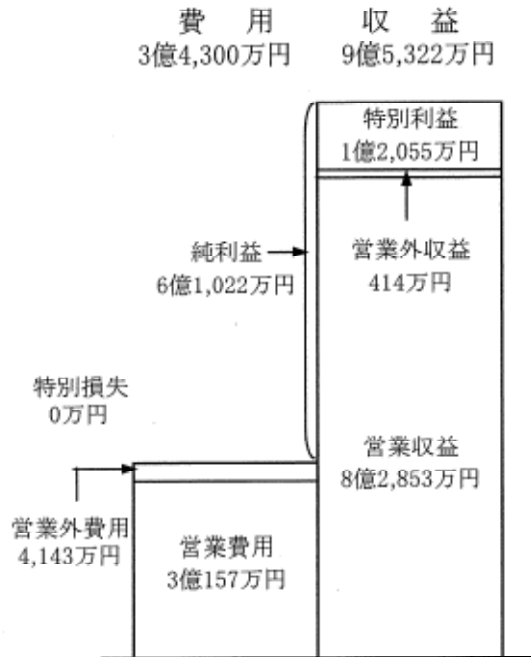 費用 収益
3億4,300万円 9億5,322万円
特別利益
1億2,055万円
純利益
6億1,022万円
営業外収益
414万円
特別損失
0万円
営業収益
8億2,853万円
営業外費用
4,143万円
営業費用
3億157万円